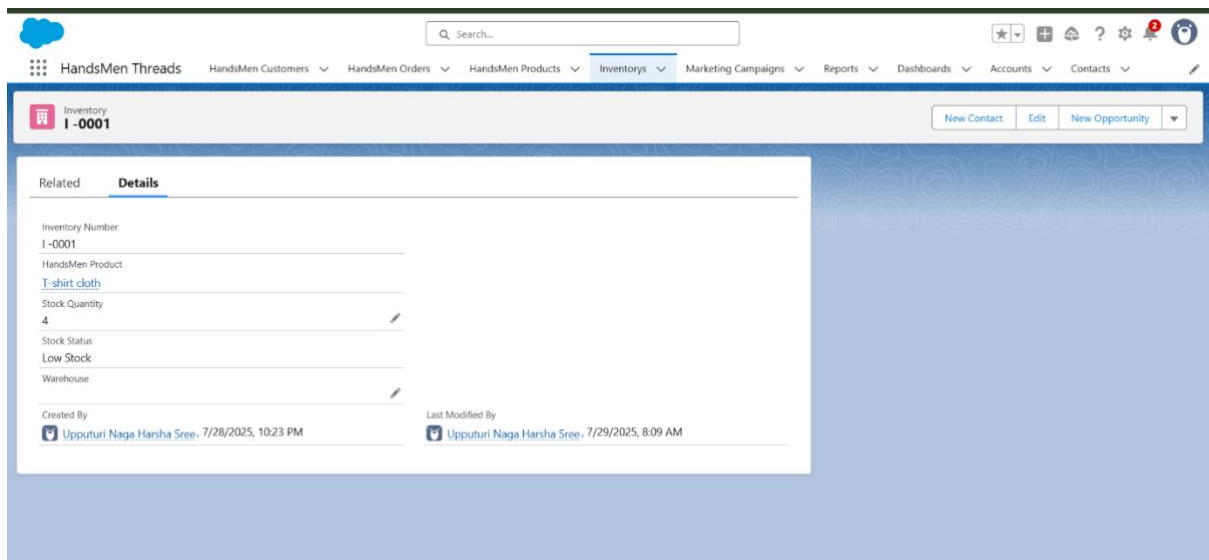 Search...
2
HandsMen Threads HandsMen Customers HandsMen Orders HandsMen Products Inventorys Marketing Campaigns Reports Dashboards Accounts Contacts
Inventory
I -0001
New Contact Edit New Opportunity
Related Details
Inventory Number
I -0001
HandsMen Product
T-shirt cloth
Stock Quantity
4
Stock Status
Low Stock
Warehouse
Created By Last Modified By
Upputuri Naga Harsha Sree, 7/28/2025, 10:23 PM Upputuri Naga Harsha Sree, 7/29/2025, 8:09 AM